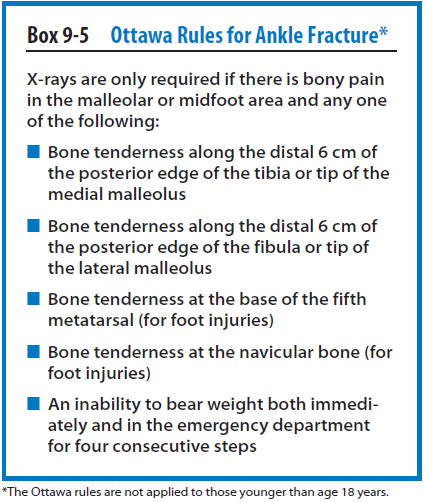 Box 9-5 Ottawa Rules for Ankle Fracture*
X-rays are only required if there is bony pain
in the malleolar or midfoot area and any one
of the following:
■ Bone tenderness along the distal 6 cm of
the posterior edge of the tibia or tip of the
medial malleolus
■ Bone tenderness along the distal 6 cm of
the posterior edge of the fibula or tip of
the lateral malleolus
■ Bone tenderness at the base of the fifth
metatarsal (for foot injuries)
■ Bone tenderness at the navicular bone (for
foot injuries)
■ An inability to bear weight both immedi-
ately and in the emergency department
for four consecutive steps
*The Ottawa rules are not applied to those younger than age 18 years.